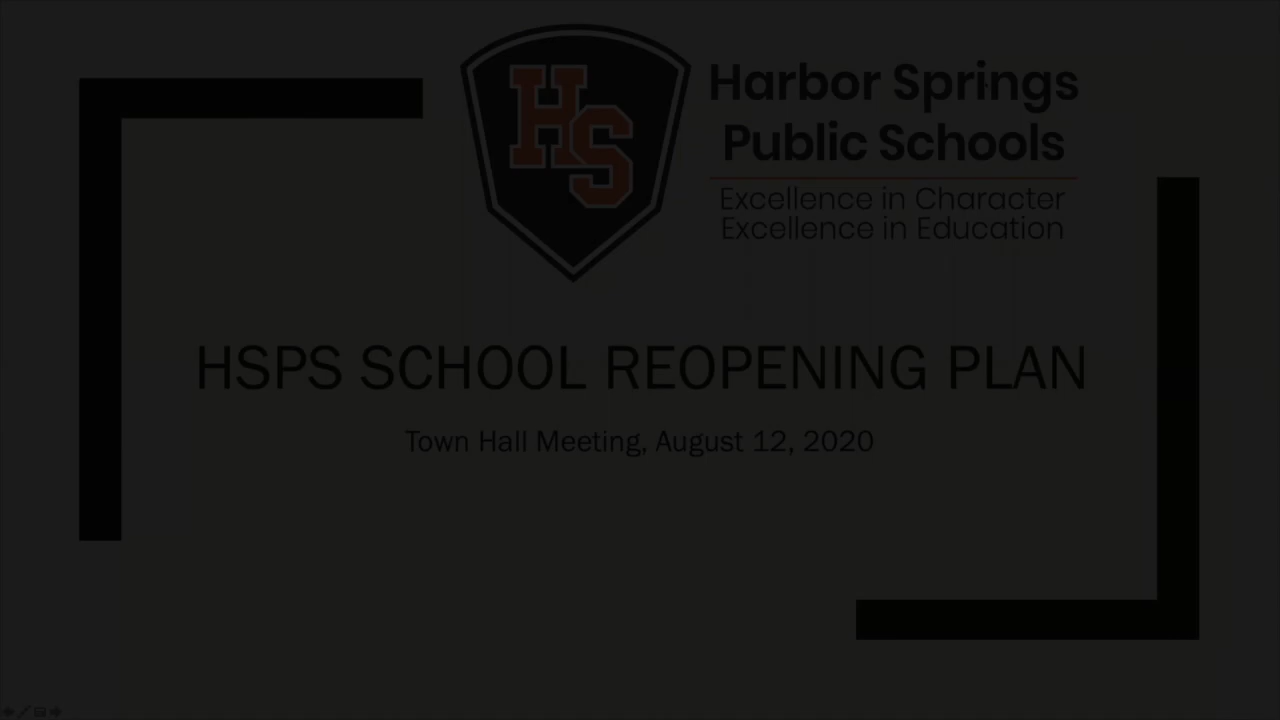 HS
Harbor Springs
Public Schools
Excellence in Character
Excellence in Education
HSPS SCHOOL REOPENING PLAN
Town Hall Meeting, August 12, 2020